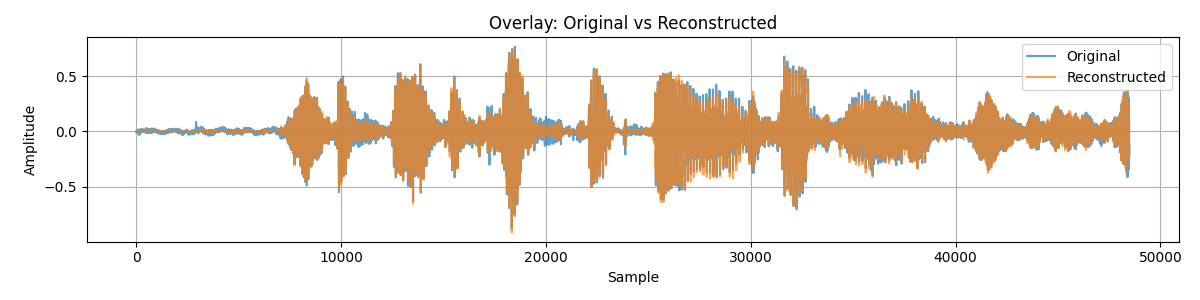 Overlay: Original vs Reconstructed
Original
Reconstructed
Amplitude
0.5
0.0
−0.5
0
10000
20000
30000
40000
50000
Sample